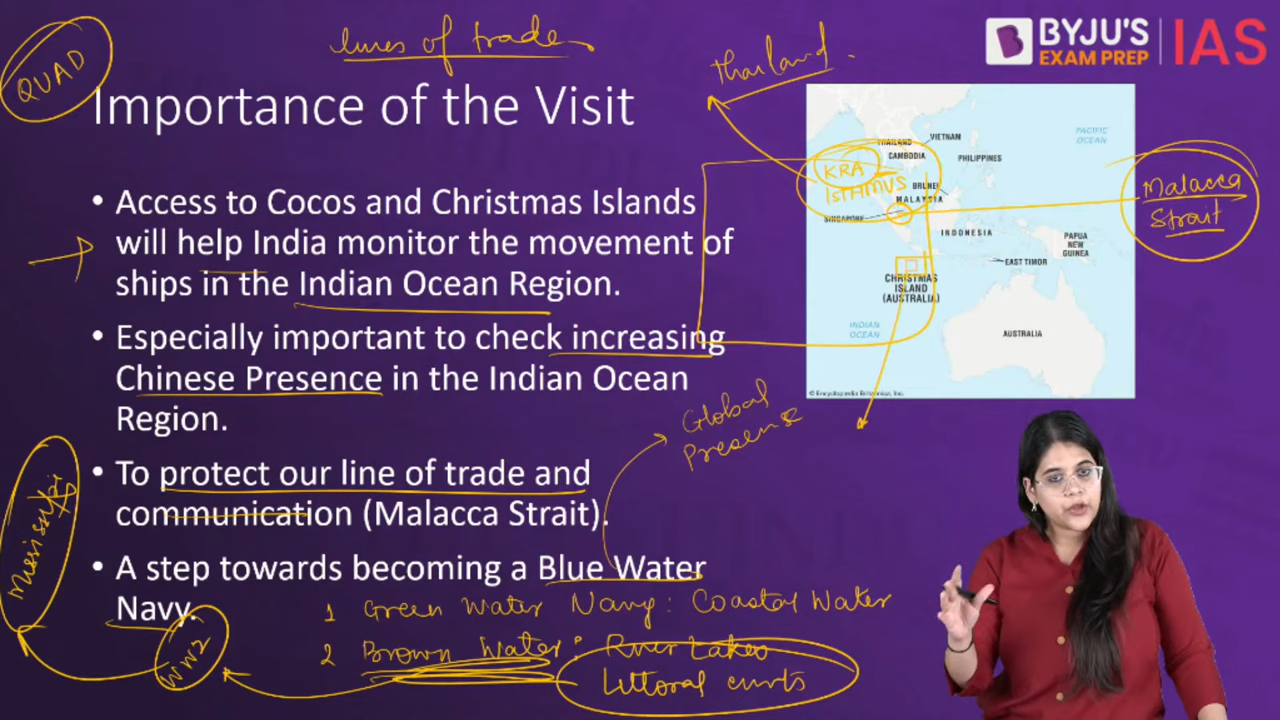 lines of trade
QUAD
BYJU'S
EXAM PREP
IAS
Importance of the Visit
Thailand
• Access to Cocos and Christmas Islands
will help India monitor the movement of
ships in the Indian Ocean Region.
• Especially important to check increasing
Chinese Presence in the Indian Ocean
Region.
• To protect our line of trade and
communication (Malacca Strait).
• A step towards becoming a Blue Water
Navy.
THAILAND
VIETNAM
CAMBODIA
PHILIPPINES
PACIFIC
OCEAN
KRA
ISTHMUS
BRUNEI
MALAYSIA
SINGAPORE
INDONESIA
PAPUA
NEW
GUINEA
EAST TIMOR
CHRISTMAS
ISLAND
(AUSTRALIA)
INDIAN
OCEAN
AUSTRALIA
© Encyclopædia Britannica, Inc.
Malacca
Strait
Global
Presence
1 Green Water Navy: Coastal Water
2 Brown Water: River Lakes
Littoral
WW2